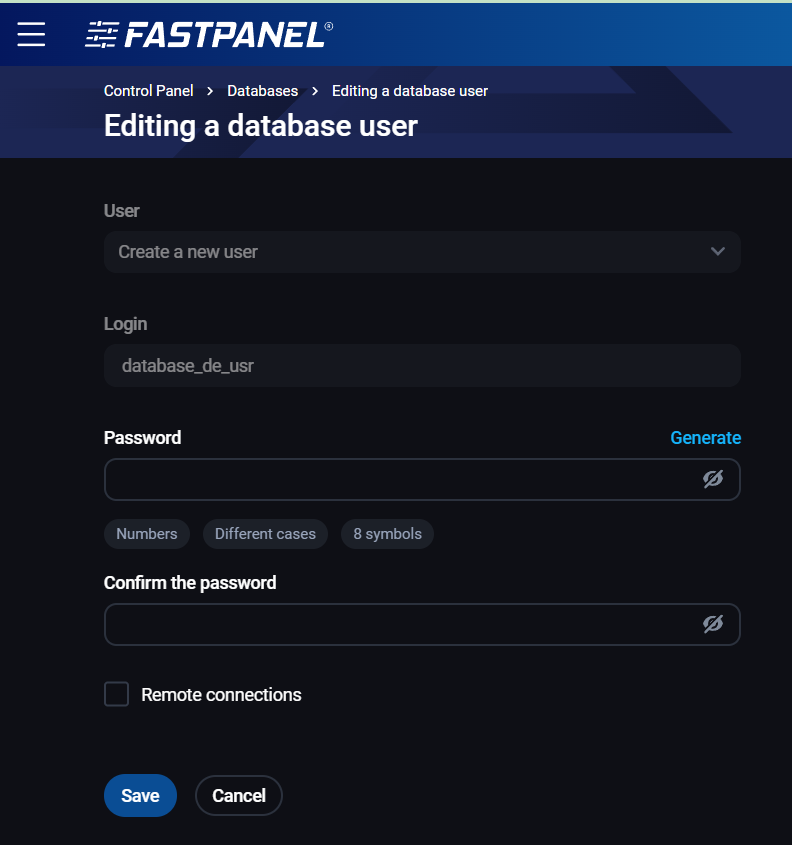 FASTPANEL®
Control Panel > Databases > Editing a database user
Editing a database user
User
Create a new user
Login
database_de_usr
Password Generate
Numbers Different cases 8 symbols
Confirm the password
Remote connections
Save Cancel